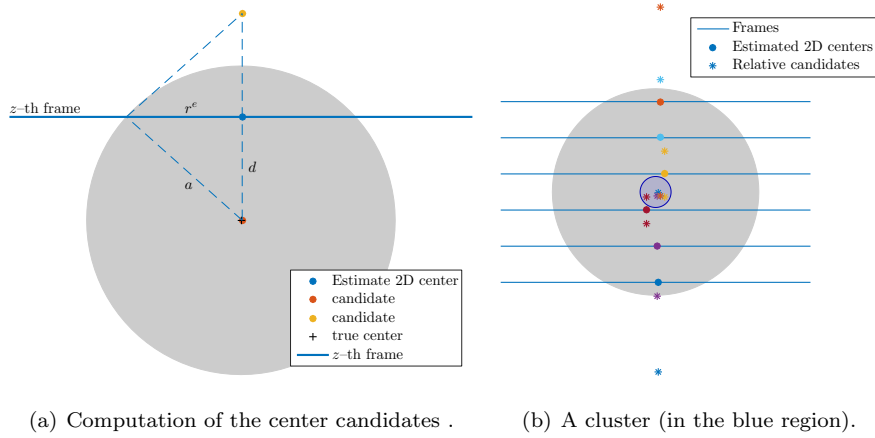 z–th frame
r^e
a
d
Estimate 2D center
candidate
candidate
true center
z–th frame
Frames
Estimated 2D centers
Relative candidates
(a) Computation of the center candidates .
(b) A cluster (in the blue region).